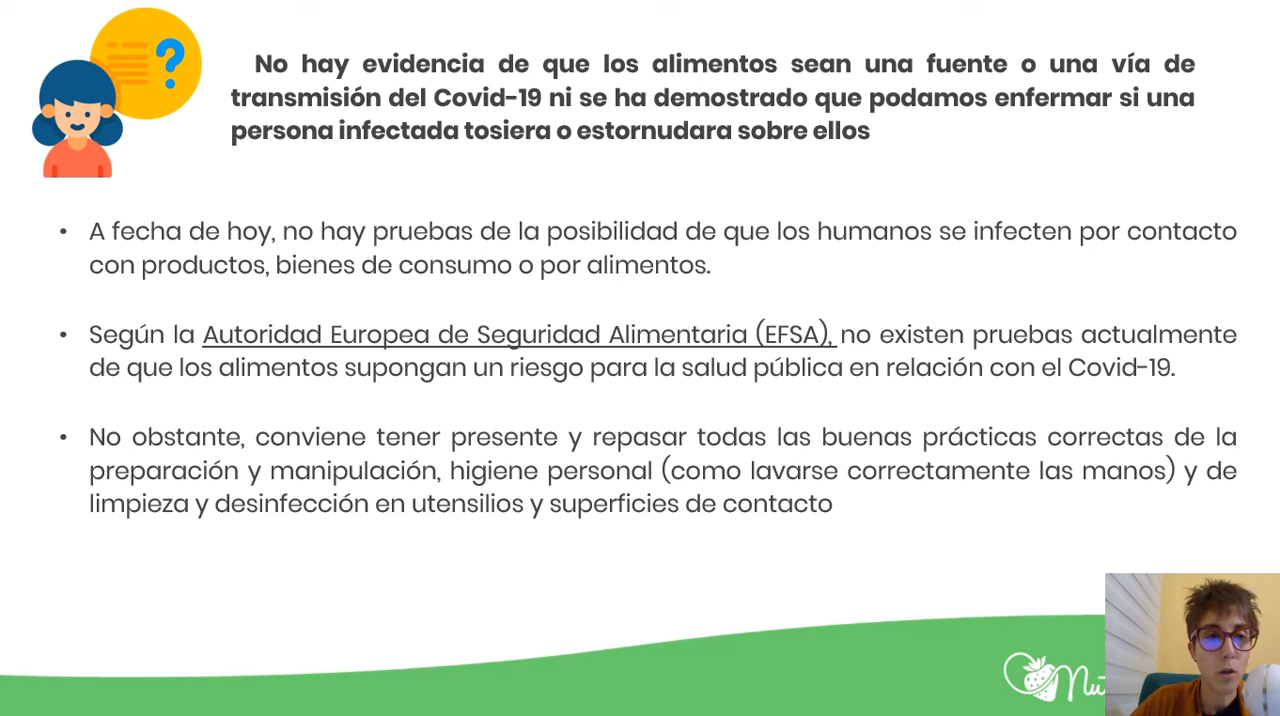 No hay evidencia de que los alimentos sean una fuente o una vía de
transmisión del Covid-19 ni se ha demostrado que podamos enfermar si una
persona infectada tosiera o estornudara sobre ellos
• A fecha de hoy, no hay pruebas de la posibilidad de que los humanos se infecten por contacto
con productos, bienes de consumo o por alimentos.
• Según la Autoridad Europea de Seguridad Alimentaria (EFSA), no existen pruebas actualmente
de que los alimentos supongan un riesgo para la salud pública en relación con el Covid-19.
• No obstante, conviene tener presente y repasar todas las buenas prácticas correctas de la
preparación y manipulación, higiene personal (como lavarse correctamente las manos) y de
limpieza y desinfección en utensilios y superficies de contacto